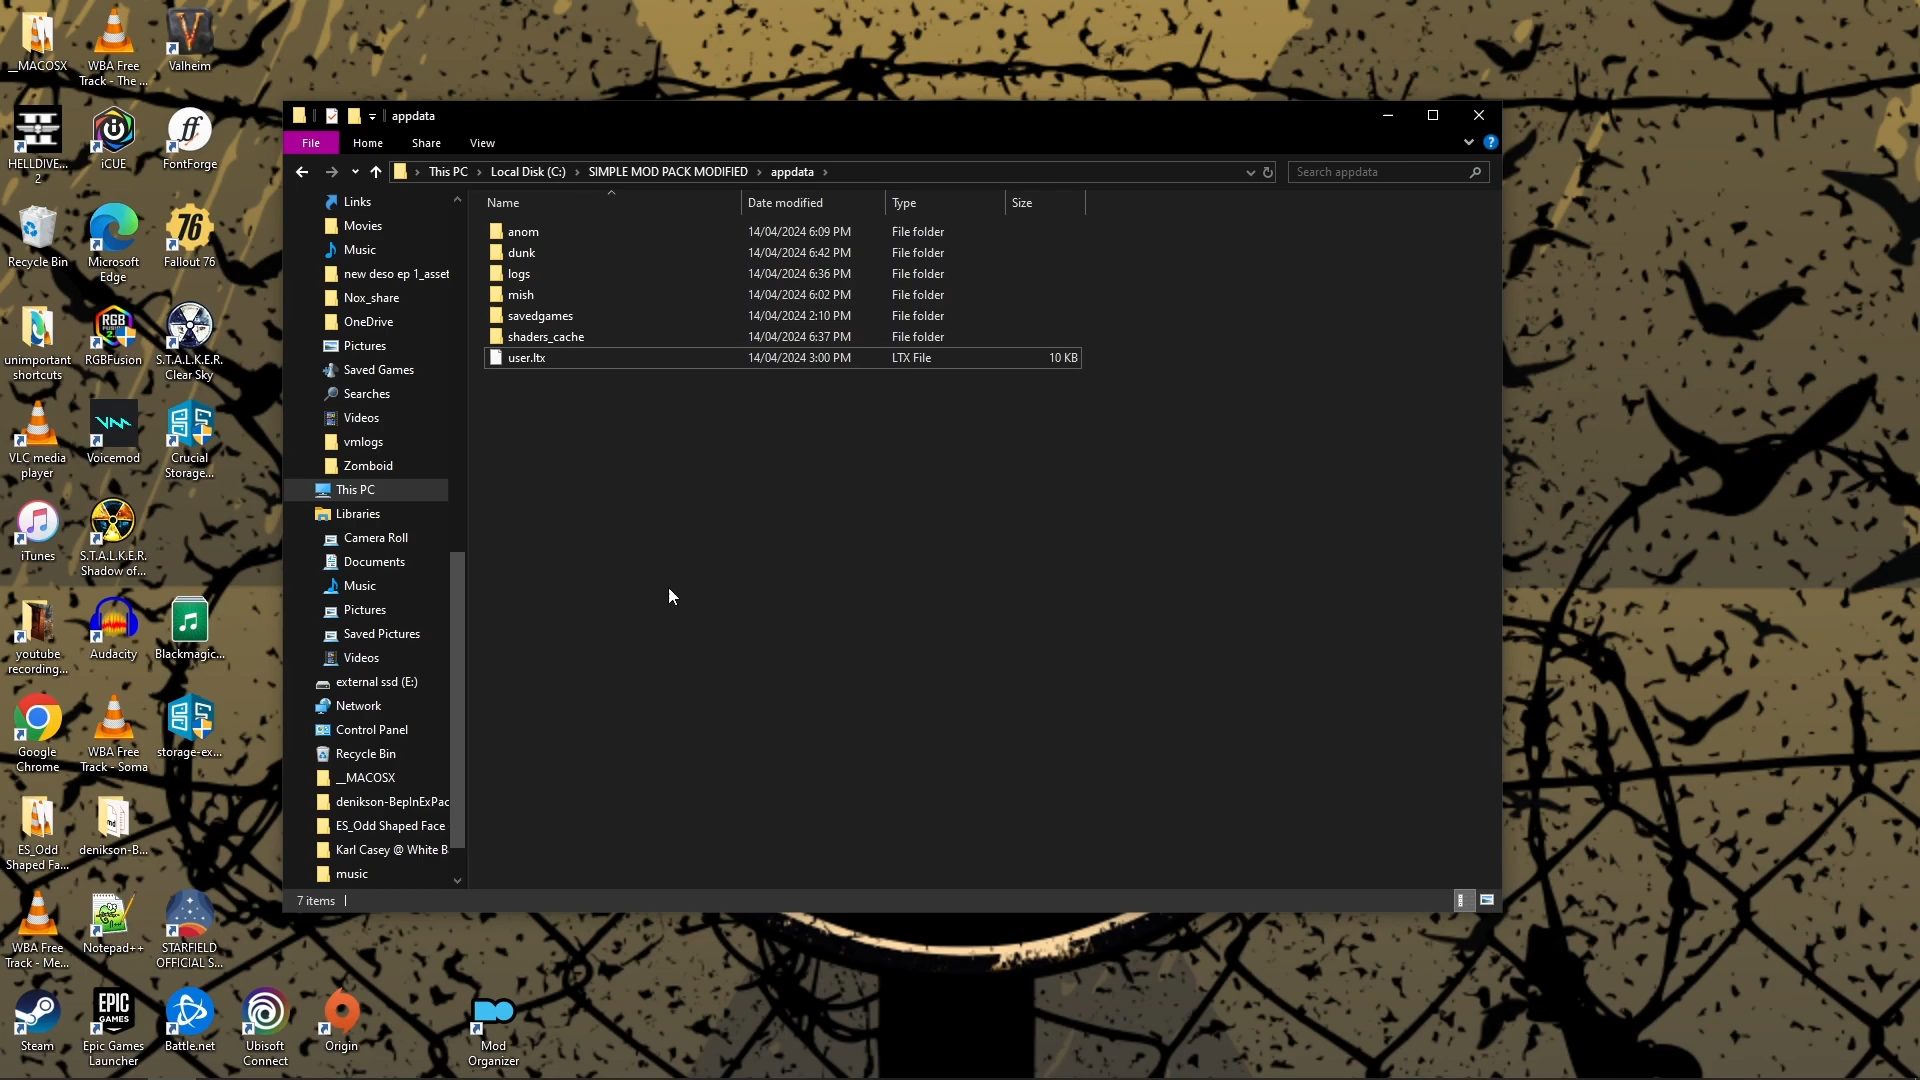 __MACOSX
WBA Free
Track - The ...
Valheim
HELLDIVE...
2
iCUE
FontForge
Recycle Bin
Microsoft
Edge
Fallout 76
unimportant
shortcuts
RGBFusion
S.T.A.L.K.E.R.
Clear Sky
VLC media
player
Voicemod
Crucial
Storage...
iTunes
S.T.A.L.K.E.R.
Shadow of...
youtube
recording...
Audacity
Blackmagic...
Google
Chrome
WBA Free
Track - Soma
storage-ex...
ES_Odd
Shaped Fa...
denikson-B...
WBA Free
Track - Me...
Notepad++
STARFIELD
OFFICIAL S...
Steam
EPIC
GAMES
Epic Games
Launcher
Battle.net
Ubisoft
Connect
Origin
Mod
Organizer
appdata
File
Home
Share
View
This PC
Local Disk (C:)
SIMPLE MOD PACK MODIFIED
appdata
Search appdata
Links
Movies
Music
new deso ep 1_asset
Nox_share
OneDrive
Pictures
Saved Games
Searches
Videos
vmlogs
Zomboid
This PC
Libraries
Camera Roll
Documents
Music
Pictures
Saved Pictures
Videos
external ssd (E:)
Network
Control Panel
Recycle Bin
__MACOSX
denikson-BepInExPac
ES_Odd Shaped Face
Karl Casey @ White B
music
Name Date modified Type Size
anom 14/04/2024 6:09 PM File folder
dunk 14/04/2024 6:42 PM File folder
logs 14/04/2024 6:36 PM File folder
mish 14/04/2024 6:02 PM File folder
savedgames 14/04/2024 2:10 PM File folder
shaders_cache 14/04/2024 6:37 PM File folder
user.ltx 14/04/2024 3:00 PM LTX File 10 KB
7 items